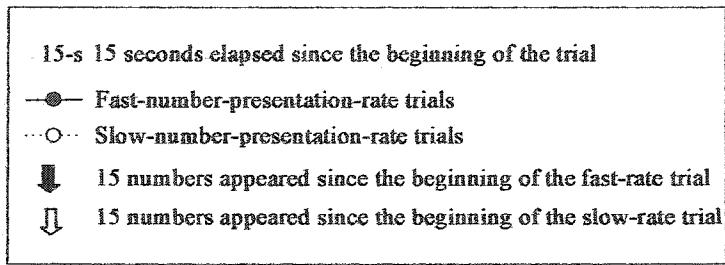 15-s 15 seconds elapsed since the beginning of the trial
Fast-number-presentation-rate trials
Slow-number-presentation-rate trials
15 numbers appeared since the beginning of the fast-rate trial
15 numbers appeared since the beginning of the slow-rate trial